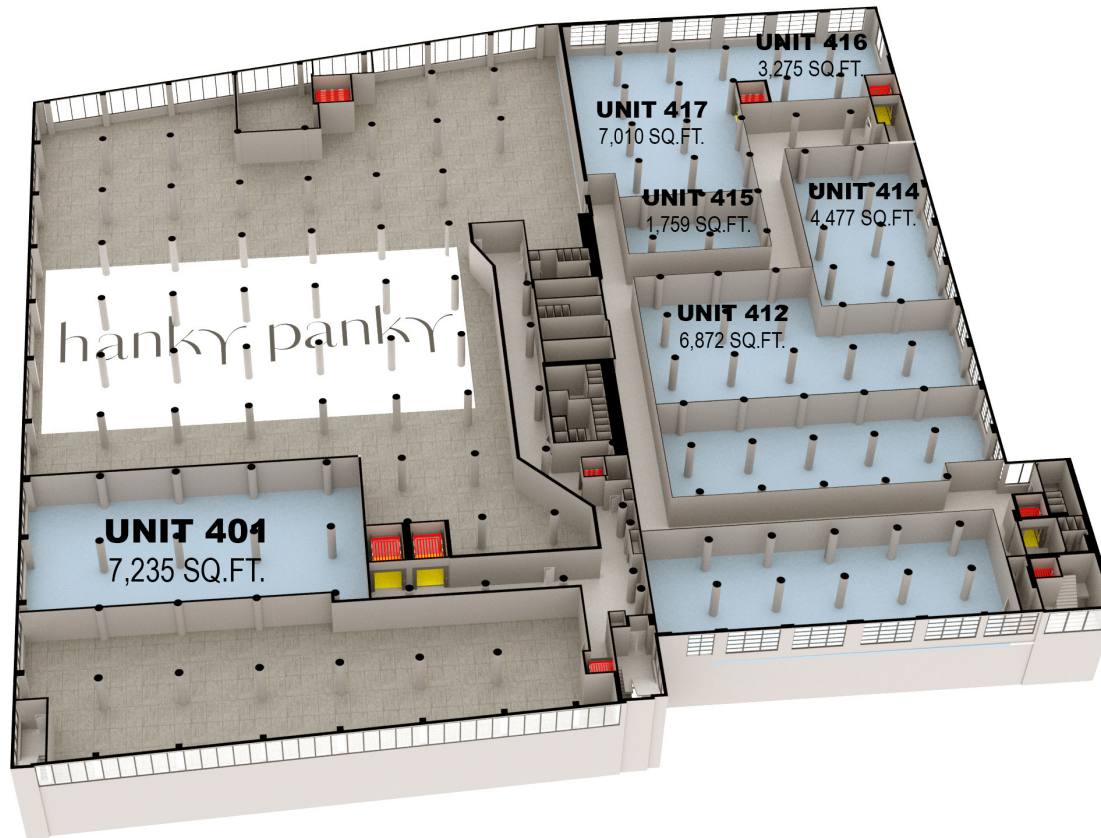 UNIT 416
3,275 SQ.FT.
UNIT 417
7,010 SQ.FT.
UNIT 415
1,759 SQ.FT.
UNIT 414
4,477 SQ.FT.
UNIT 412
6,872 SQ.FT.
hanky panky
UNIT 401
7,235 SQ.FT.